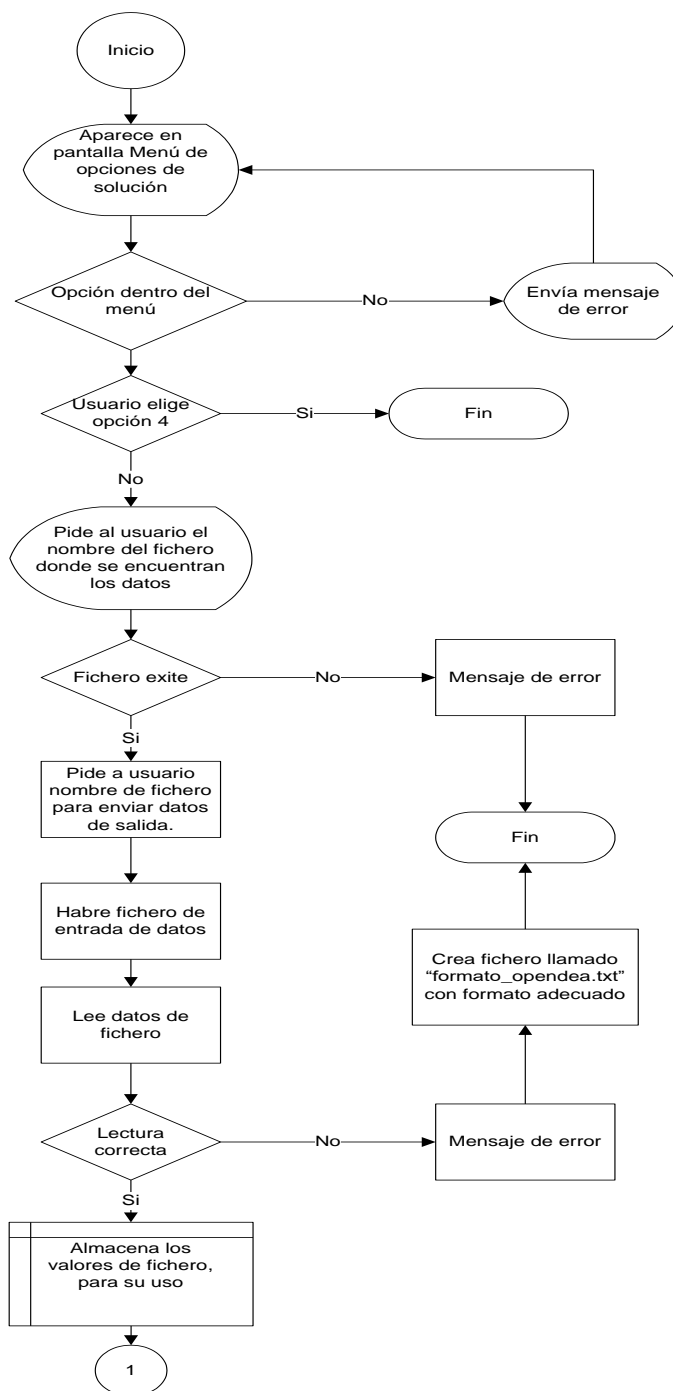 Inicio
Aparece en
pantalla Menú de
opciones de
solución
Opción dentro del
menú
No
Envía mensaje
de error
Usuario elige
opción 4
Si
Fin
No
Pide al usuario el
nombre del fichero
donde se encuentran
los datos
Fichero exite
No
Mensaje de error
Si
Pide a usuario
nombre de fichero
para enviar datos
de salida.
Fin
Habre fichero de
entrada de datos
Crea fichero llamado
“formato_opendea.txt”
con formato adecuado
Lee datos de
fichero
Lectura
correcta
No
Mensaje de error
Si
Almacena los
valores de fichero,
para su uso
1